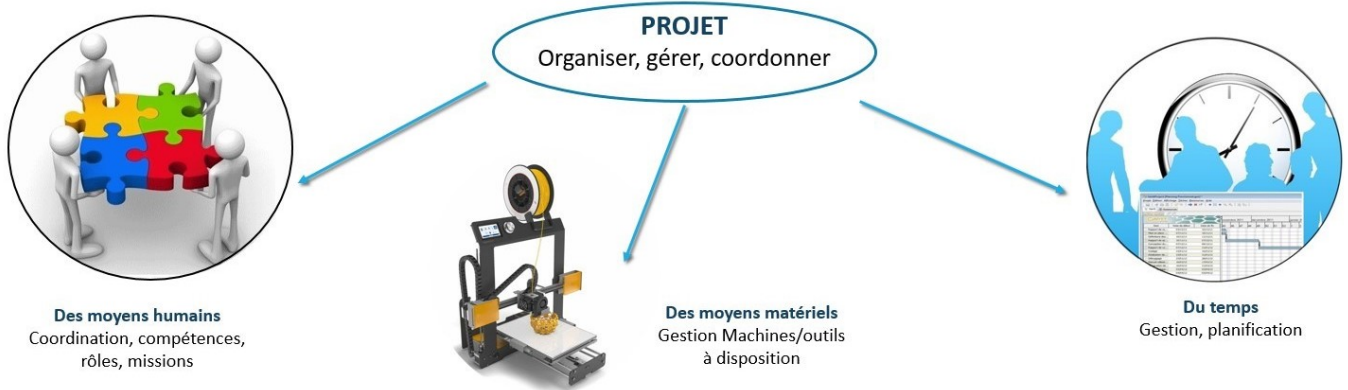 PROJET
Organiser, gérer, coordonner
Des moyens humains
Coordination, compétences,
rôles, missions
Des moyens matériels
Gestion Machines/outils
à disposition
Du temps
Gestion, planification